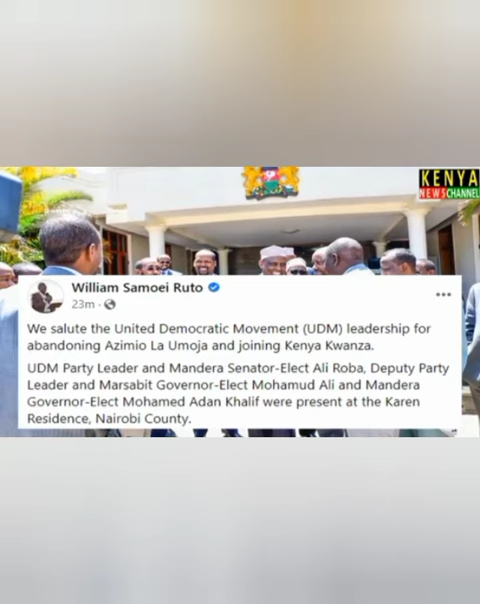 KENYA
NEWS CHANNEL
William Samoei Ruto
23m
We salute the United Democratic Movement (UDM) leadership for
abandoning Azimio La Umoja and joining Kenya Kwanza.
UDM Party Leader and Mandera Senator-Elect Ali Roba, Deputy Party
Leader and Marsabit Governor-Elect Mohamud Ali and Mandera
Governor-Elect Mohamed Adan Khalif were present at the Karen
Residence, Nairobi County.